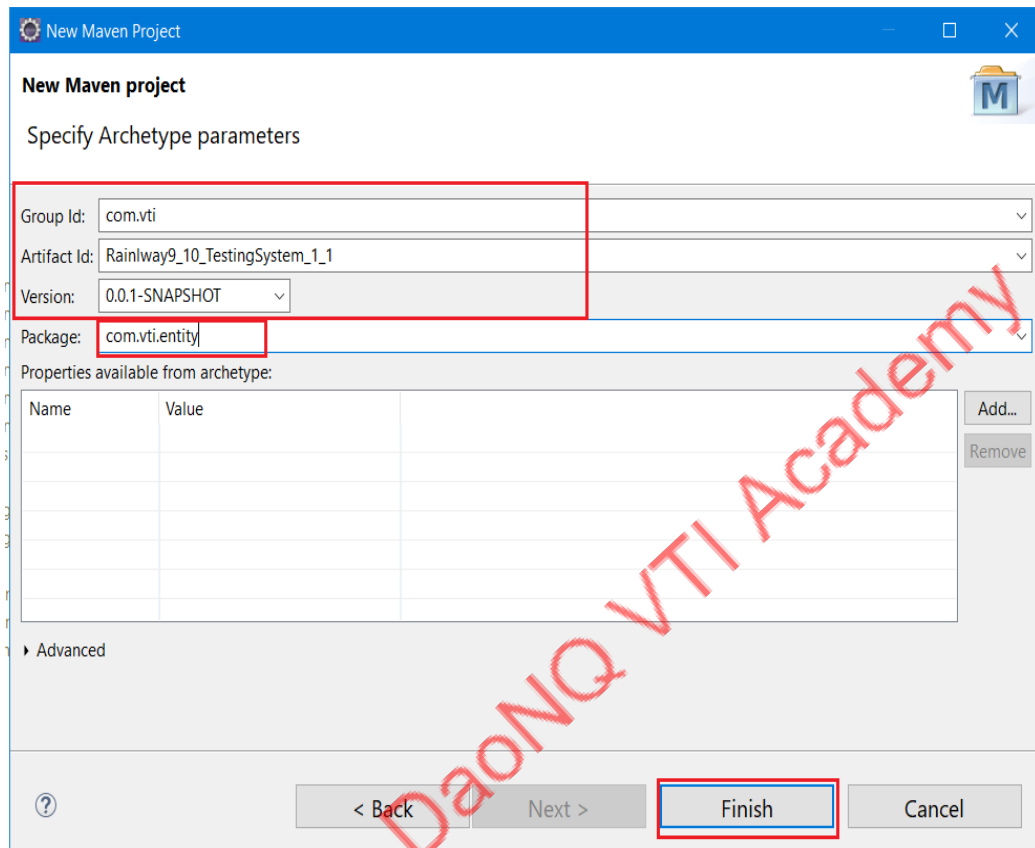 New Maven Project
New Maven project
M
Specify Archetype parameters
Group Id: com.vti
Artifact Id: Rainlway9_10_TestingSystem_1_1
Version: 0.0.1-SNAPSHOT
Package: com.vti.entity
Properties available from archetype:
Name Value
Add...
Remove
Advanced
DaoNQ VTI Academy
? < Back Next > Finish Cancel